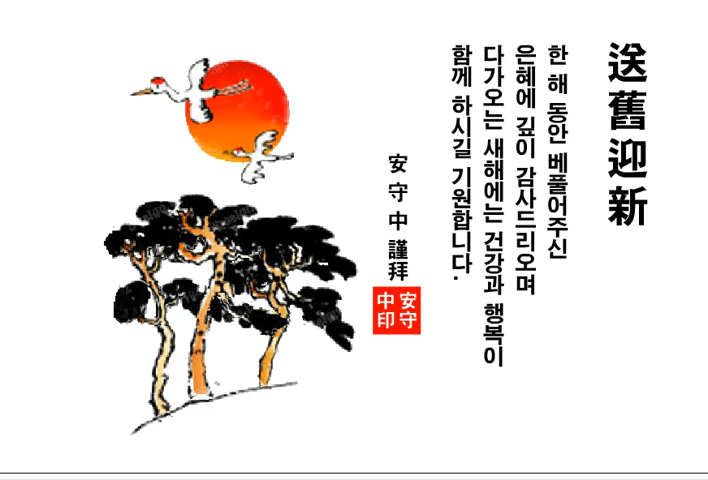 送舊迎新
한 해 동안 베풀어주신
은혜에 깊이 감사드리오며
다가오는 새해에는 건강과 행복이
함께 하시길 기원합니다.
安守中 謹拜
安守
中印